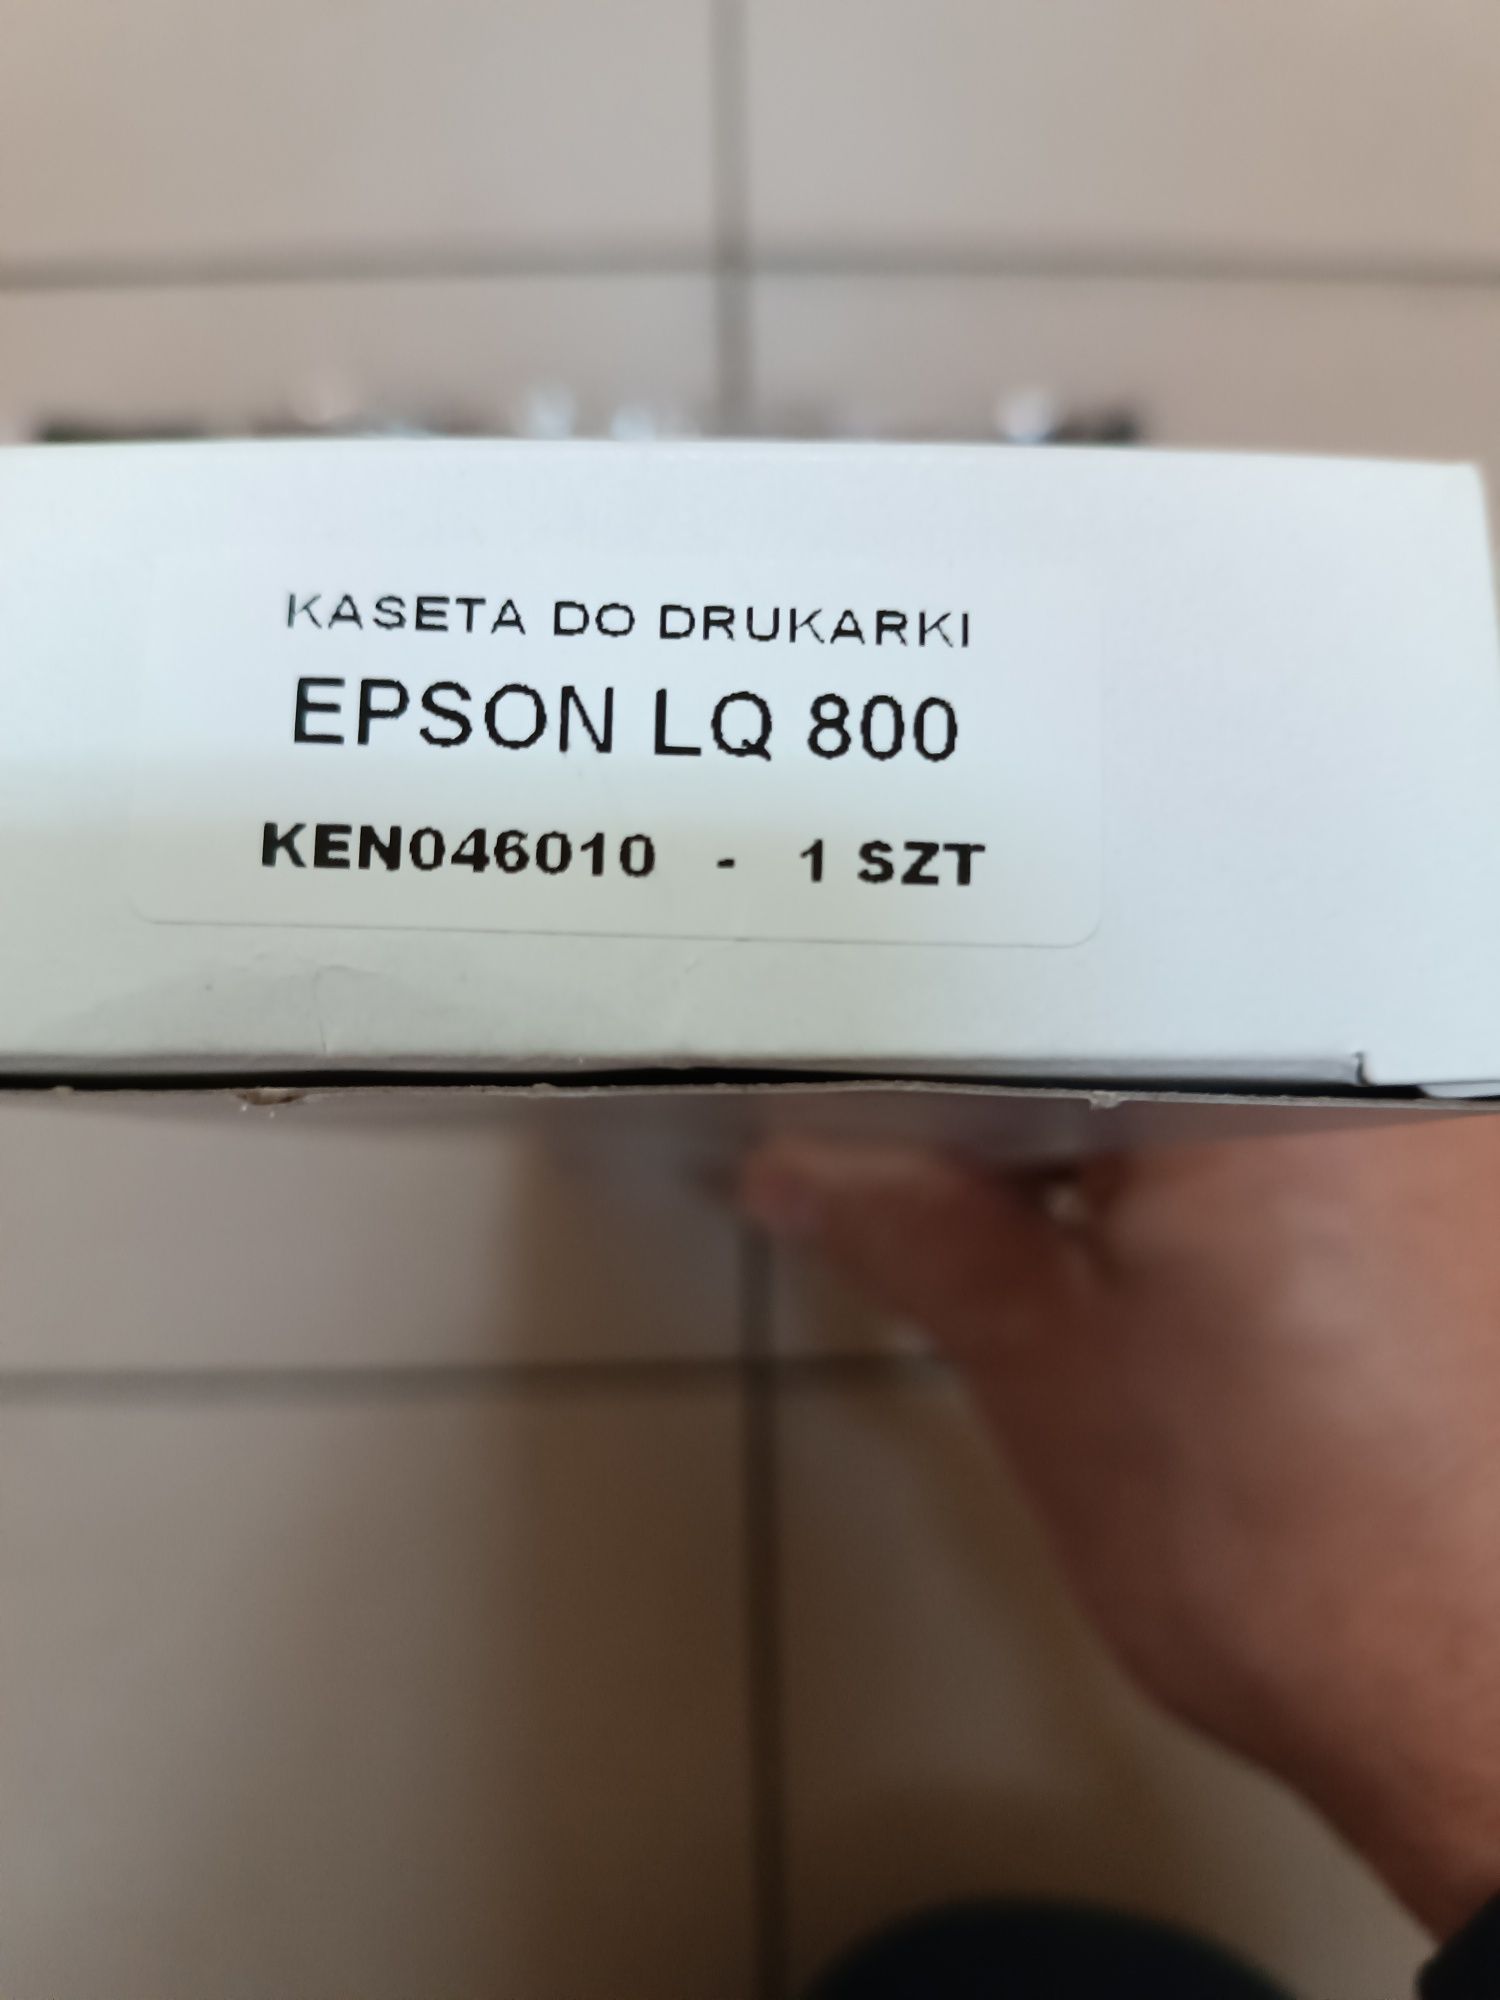 KASETA DO DRUKARKI
EPSON LQ 800
KEN046010 - 1 SZT